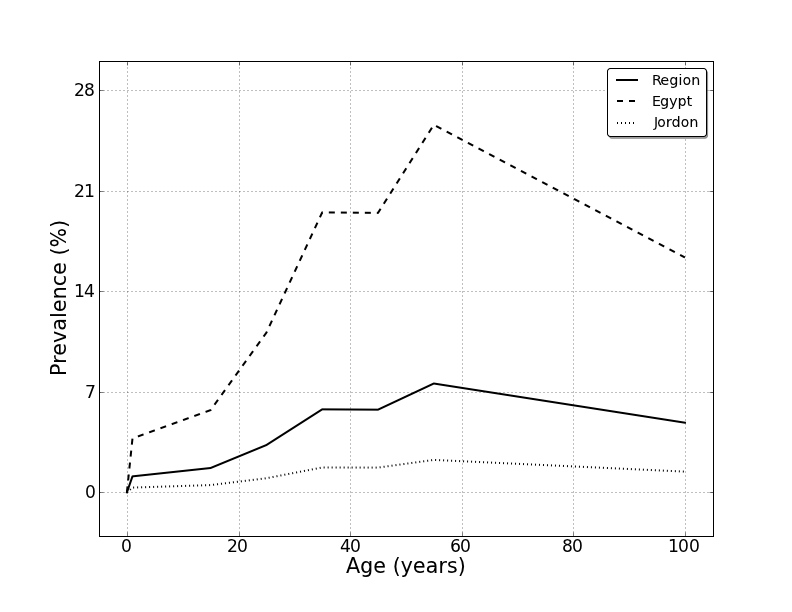 Region
Egypt
Jordon
28
21
14
7
0
Prevalence (%)
0 20 40 60 80 100
Age (years)